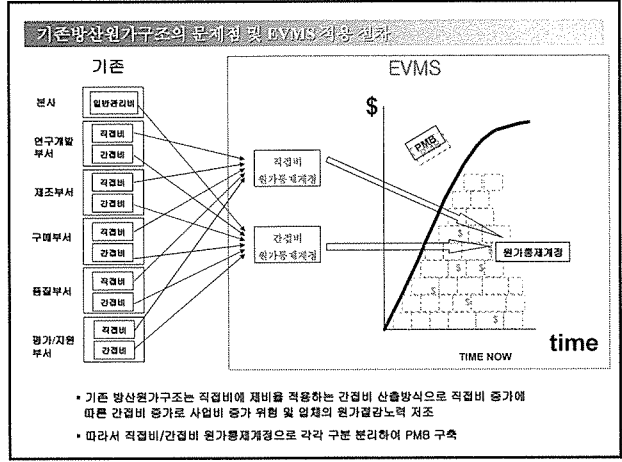 기존방산원가구조의 문제점 및 EVMS 적용 절차
기존
EVMS
본사
일반관리비
연구개발
부서
직접비
간접비
제조부서
직접비
간접비
구매부서
직접비
간접비
품질부서
직접비
간접비
평가/지원
부서
직접비
간접비
직접비
원가통제계정
간접비
원가통제계정
$
PMB
$
$
$
$
$
원가통제계정
time
TIME NOW
• 기존 방산원가구조는 직접비에 제비율 적용하는 간접비 산출방식으로 직접비 증가에
따른 간접비 증가로 사업비 증가 위험 및 업체의 원가절감노력 저조
• 따라서 직접비/간접비 원가통제계정으로 각각 구분 분리하여 PMB 구축